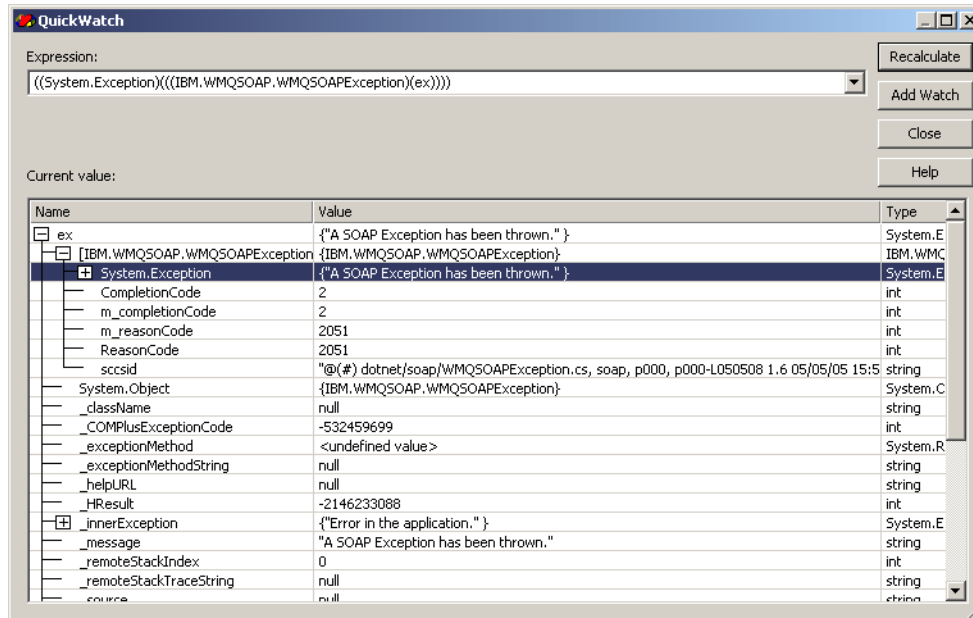 QuickWatch
Expression:
Recalculate
((System.Exception)(((IBM.WMQSOAP.WMQSOAPException)(ex))))
Add Watch
Close
Current value:
Help
Name Value Type
ex {"A SOAP Exception has been thrown." } System.E
[IBM.WMQSOAP.WMQSOAPException {IBM.WMQSOAP.WMQSOAPException} IBM.WMQ
System.Exception {"A SOAP Exception has been thrown." } System.E
CompletionCode 2 int
m_completionCode 2 int
m_reasonCode 2051 int
ReasonCode 2051 int
sccsid "@(#) dotnet/soap/WMQSOAPException.cs, soap, p000, p000-L050508 1.6 05/05/05 15:5 string
System.Object {IBM.WMQSOAP.WMQSOAPException} System.O
_className null string
_COMPlusExceptionCode -532459699 int
_exceptionMethod <undefined value> System.R
_exceptionMethodString null string
_helpURL null string
_HResult -2146233088 int
_innerException {"Error in the application." } System.E
_message "A SOAP Exception has been thrown." string
_remoteStackIndex 0 int
_remoteStackTraceString null string
_source null string